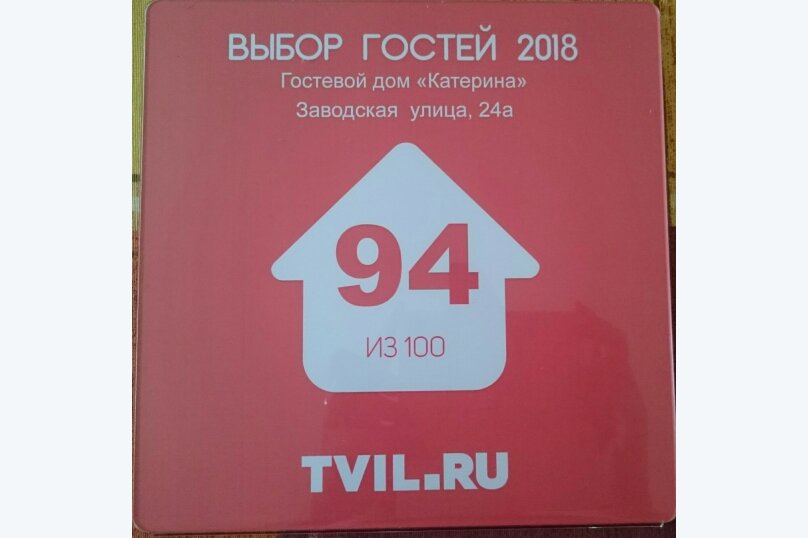 ВЫБОР ГОСТЕЙ 2018
Гостевой дом «Катерина»
Заводская улица, 24а
94
ИЗ 100
TVIL.RU